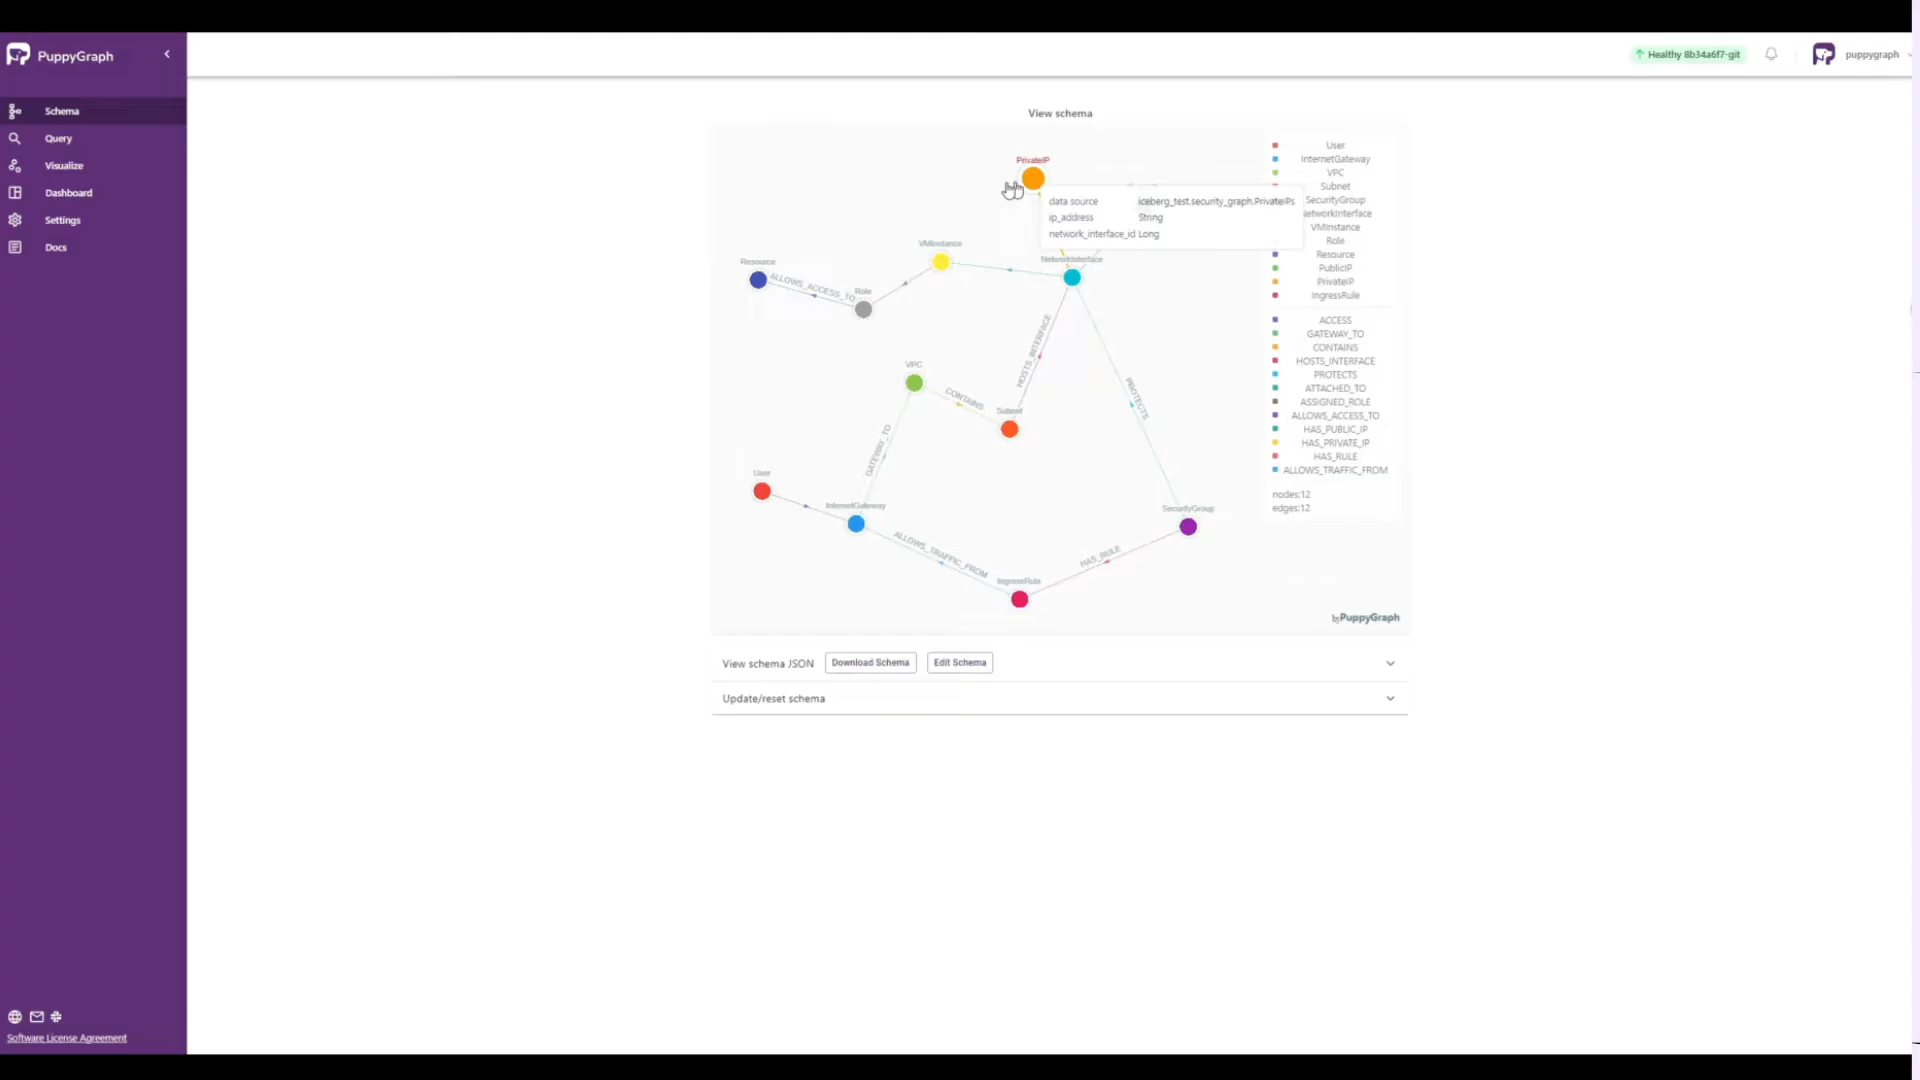 PuppyGraph
Healthy 8b34a6f7-git
puppygraph
Schema
Query
Visualize
Dashboard
Settings
Docs
View schema
PrivateIP
data source iceberg_test.security_graph.PrivateIPs
ip_address String
network_interface_id Long
VMInstance
NetworkInterface
Resource
ALLOWS_ACCESS_TO
Role
HOSTS_INTERFACE
VPC
CONTAINS
Subnet
PROTECTS
GATEWAY_TO
User
InternetGateway
SecurityGroup
ALLOWS_TRAFFIC_FROM
HAS_RULE
IngressRule
User
InternetGateway
VPC
Subnet
SecurityGroup
NetworkInterface
VMInstance
Role
Resource
PublicIP
PrivateIP
IngressRule
ACCESS
GATEWAY_TO
CONTAINS
HOSTS_INTERFACE
PROTECTS
ATTACHED_TO
ASSIGNED_ROLE
ALLOWS_ACCESS_TO
HAS_PUBLIC_IP
HAS_PRIVATE_IP
HAS_RULE
ALLOWS_TRAFFIC_FROM
nodes:12
edges:12
by PuppyGraph
View schema JSON Download Schema Edit Schema
Update/reset schema
Software License Agreement